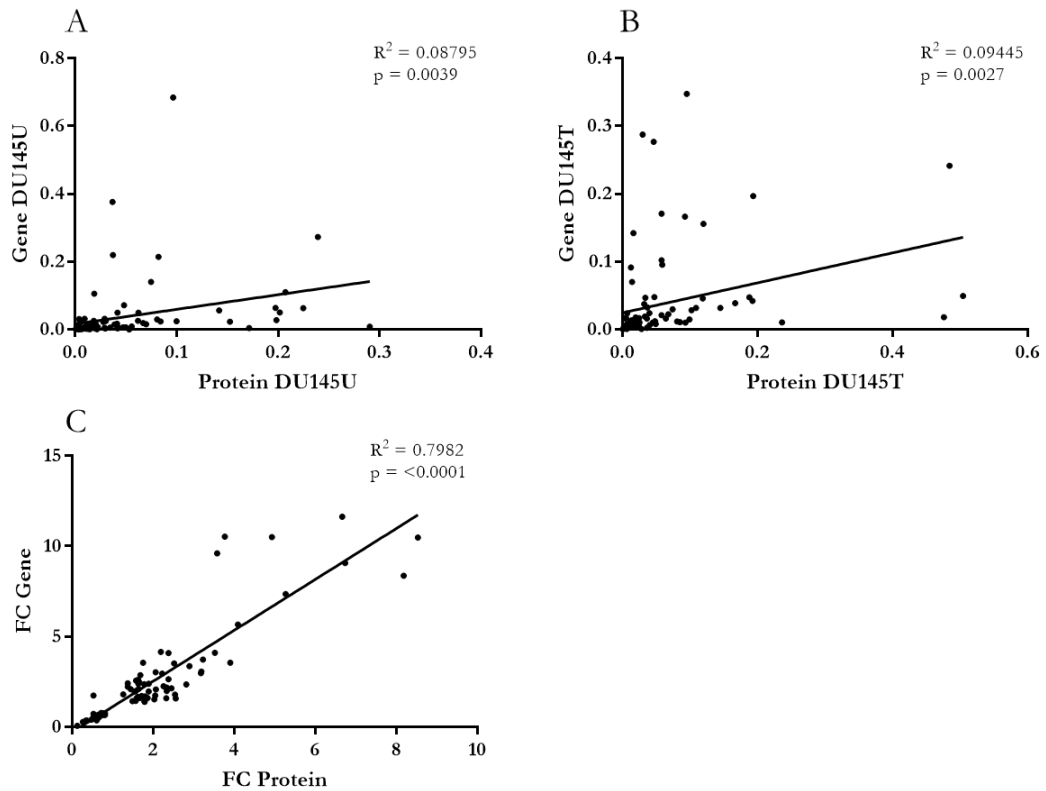 A
R² = 0.08795
p = 0.0039
0.8
0.6
0.4
0.2
0.0
Gene DU145U
0.0 0.1 0.2 0.3 0.4
Protein DU145U
B
R² = 0.09445
p = 0.0027
0.4
0.3
0.2
0.1
0.0
Gene DU145T
0.0 0.2 0.4 0.6
Protein DU145T
C
R² = 0.7982
p = <0.0001
15
10
5
0
FC Gene
0 2 4 6 8 10
FC Protein